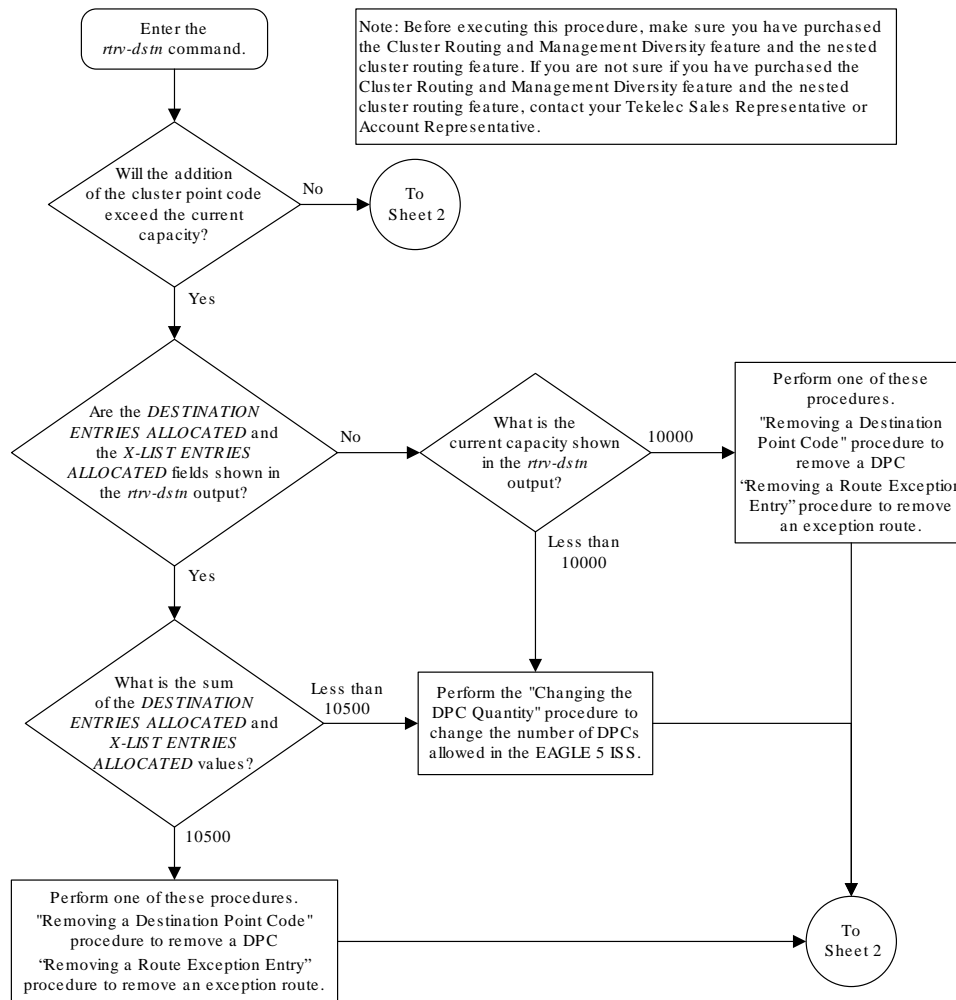 Enter the
rtrv-dstn command.
Note: Before executing this procedure, make sure you have purchased
the Cluster Routing and Management Diversity feature and the nested
cluster routing feature. If you are not sure if you have purchased the
Cluster Routing and Management Diversity feature and the nested
cluster routing feature, contact your Tekelec Sales Representative or
Account Representative.
Will the addition
of the cluster point code
exceed the current
capacity?
No
To
Sheet 2
Yes
Are the DESTINATION
ENTRIES ALLOCATED and
the X-LIST ENTRIES
ALLOCATED fields shown in
the rtrv-dstn output?
No
What is the
current capacity shown
in the rtrv-dstn
output?
10000
Perform one of these
procedures.
"Removing a Destination
Point Code" procedure to
remove a DPC
“Removing a Route Exception
Entry” procedure to remove
an exception route.
Less than
10000
Yes
What is the sum
of the DESTINATION
ENTRIES ALLOCATED and
X-LIST ENTRIES
ALLOCATED values?
Less than
10500
Perform the "Changing the
DPC Quantity" procedure to
change the number of DPCs
allowed in the EAGLE 5 ISS.
10500
Perform one of these procedures.
"Removing a Destination Point Code"
procedure to remove a DPC
“Removing a Route Exception Entry”
procedure to remove an exception route.
To
Sheet 2